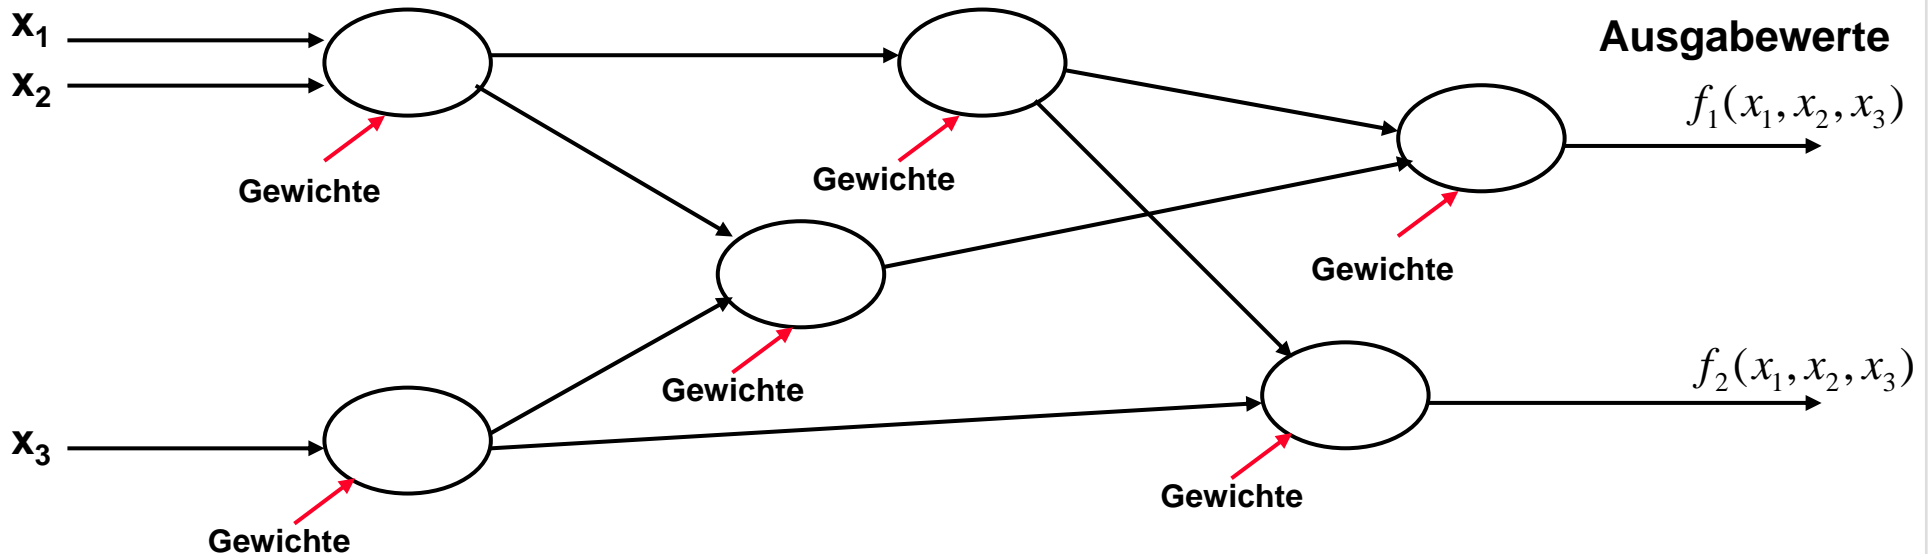 x₁
x₂
Ausgabewerte
f₁(x₁, x₂, x₃)
Gewichte
Gewichte
Gewichte
Gewichte
f₂(x₁, x₂, x₃)
x₃
Gewichte
Gewichte